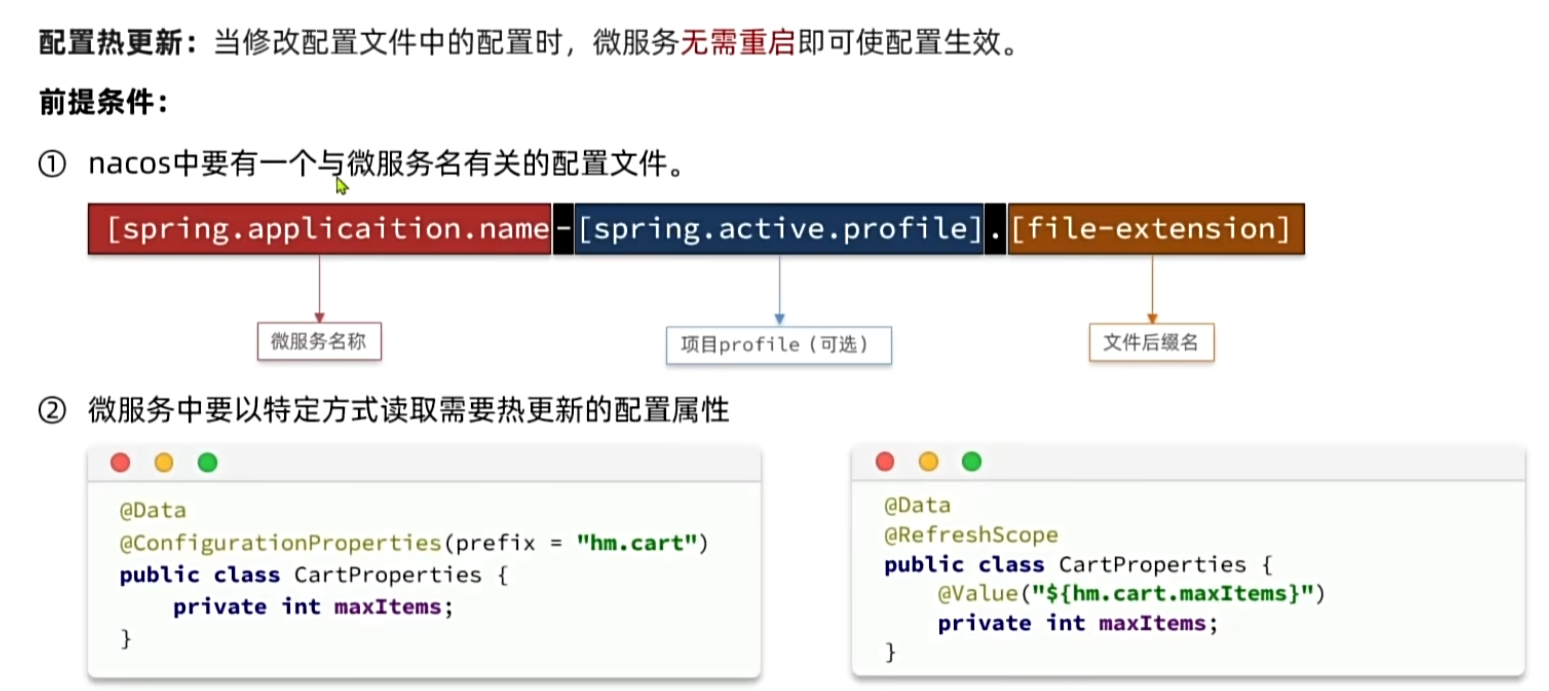 配置热更新：当修改配置文件中的配置时，微服务无需重启即可使配置生效。
前提条件：
① nacos中要有一个与微服务名有关的配置文件。
[spring.applicaition.name-[spring.active.profile].[file-extension]
微服务名称
项目profile（可选）
文件后缀名
② 微服务中要以特定方式读取需要热更新的配置属性
@Data
@ConfigurationProperties(prefix = "hm.cart")
public class CartProperties {
    private int maxItems;
}
@Data
@RefreshScope
public class CartProperties {
    @Value("${hm.cart.maxItems}")
    private int maxItems;
}